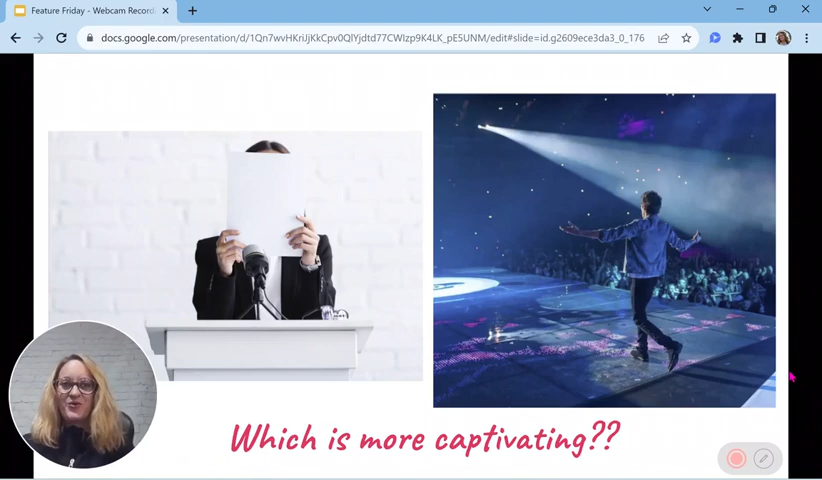 Feature Friday - Webcam Record
docs.google.com/presentation/d/1Qn7wvHKriJjKkCpv0QlYjdtd77CWIzp9K4LK_pE5UNM/edit#slide=id.g2609ece3da3_0_176
Which is more captivating??